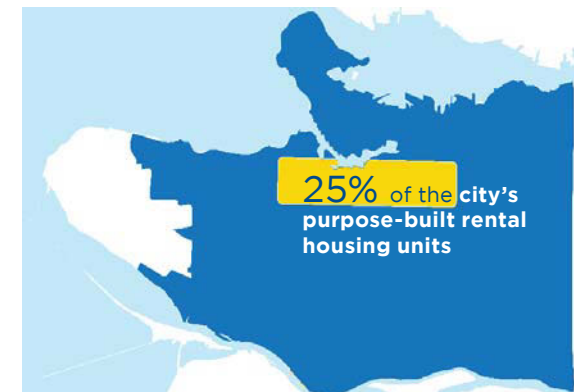 25% of the city’s
purpose-built rental
housing units